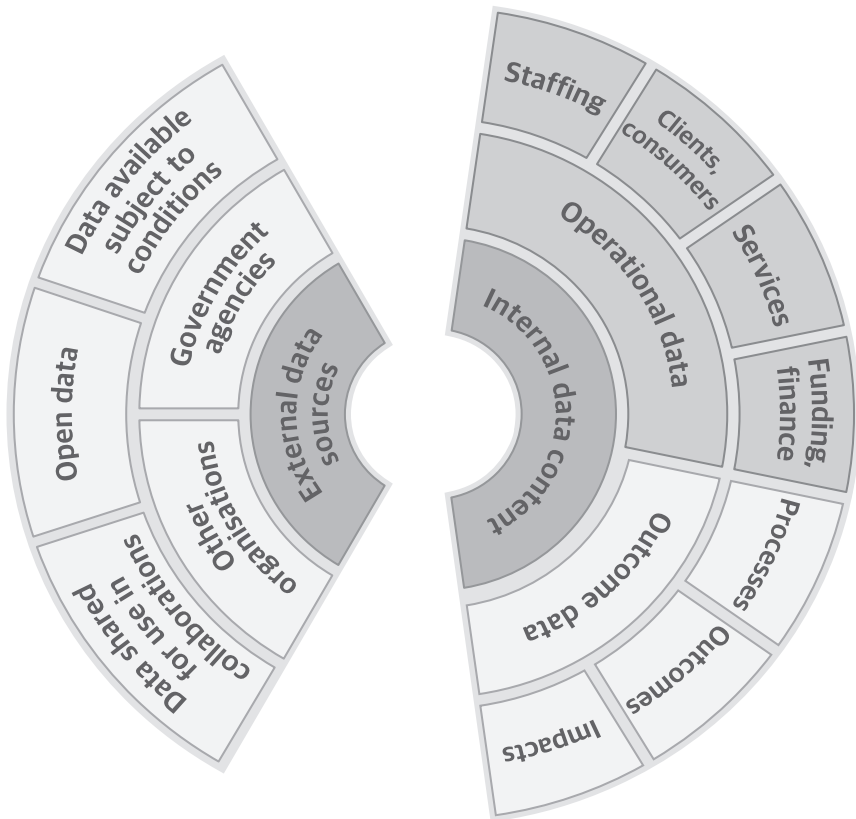 Data available
subject to
conditions
Open data
Data shared
for use in
collaborations
Government
agencies
Other
organisations
External data
sources
Internal data content
Operational data
Outcome data
Staffing
Clients,
consumers
Services
Funding,
finance
Processes
Outcomes
Impacts